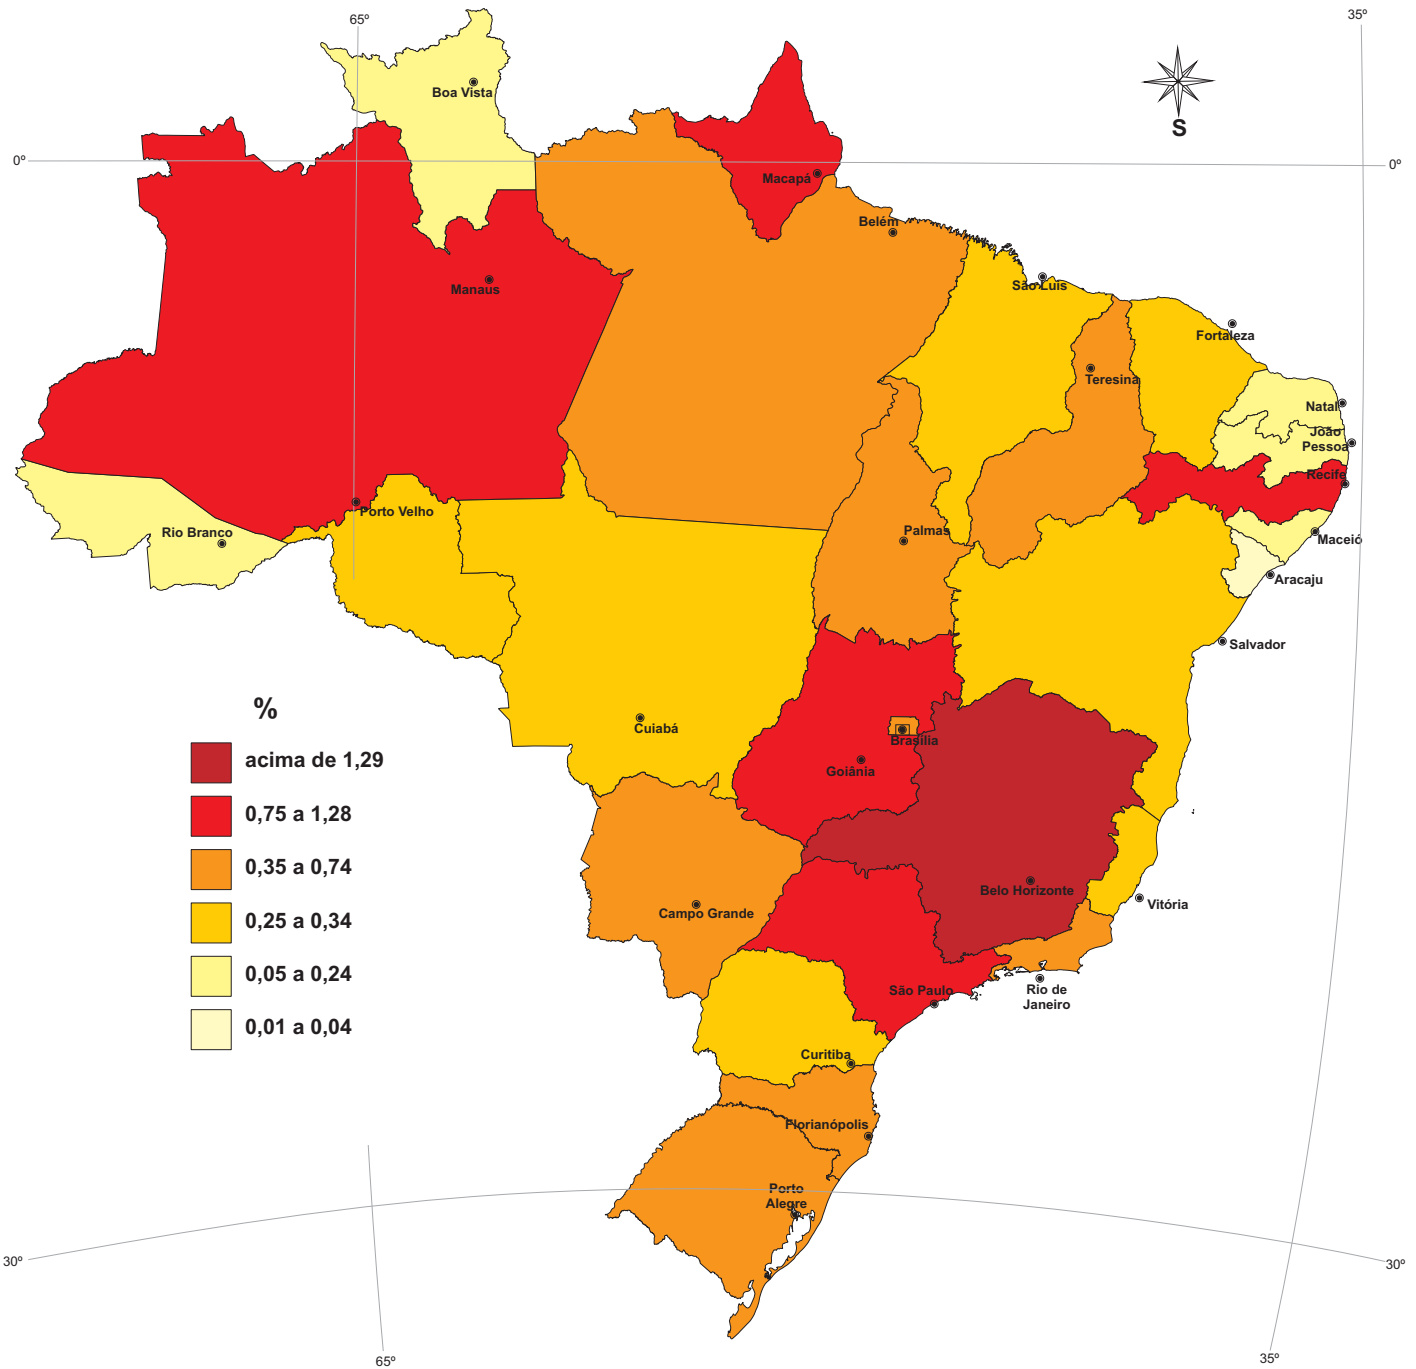 65º
35º
Boa Vista
S
0º
0º
Macapá
Belém
Manaus
São Luis
Fortaleza
Teresina
Natal
João
Pessoa
Recife
Porto Velho
Rio Branco
Palmas
Maceió
Aracaju
Salvador
%
Cuiabá
Brasília
acima de 1,29
Goiânia
0,75 a 1,28
0,35 a 0,74
Belo Horizonte
Vitória
Campo Grande
0,25 a 0,34
0,05 a 0,24
São Paulo
Rio de
Janeiro
0,01 a 0,04
Curitiba
Florianópolis
Porto
Alegre
30º
30º
65º
35º